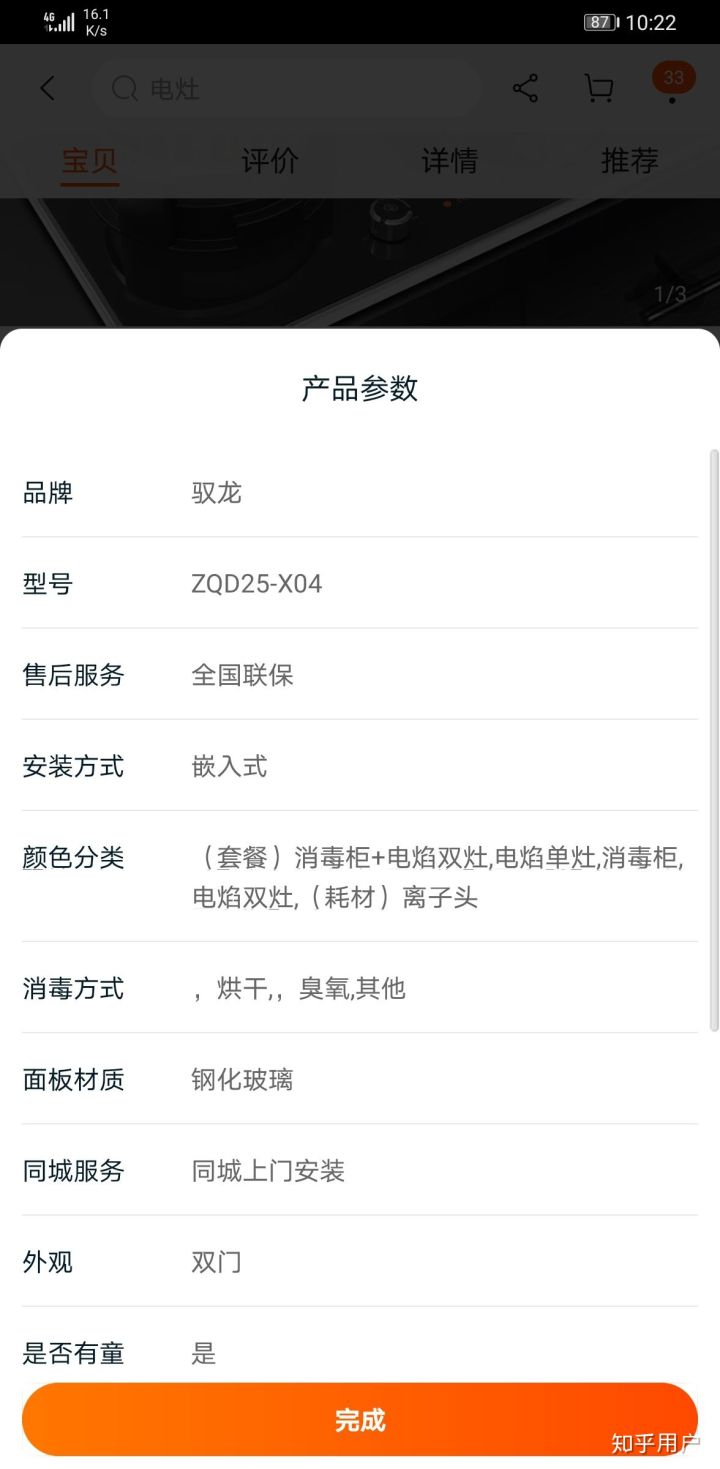 4G 16.1 K/s 87 10:22
电灶 33
宝贝 评价 详情 推荐
1/3
产品参数
品牌 驭龙
型号 ZQD25-X04
售后服务 全国联保
安装方式 嵌入式
颜色分类 （套餐）消毒柜+电焰双灶,电焰单灶,消毒柜,
电焰双灶,（耗材）离子头
消毒方式 ，烘干,，臭氧,其他
面板材质 钢化玻璃
同城服务 同城上门安装
外观 双门
是否有童 是
完成
知乎用户